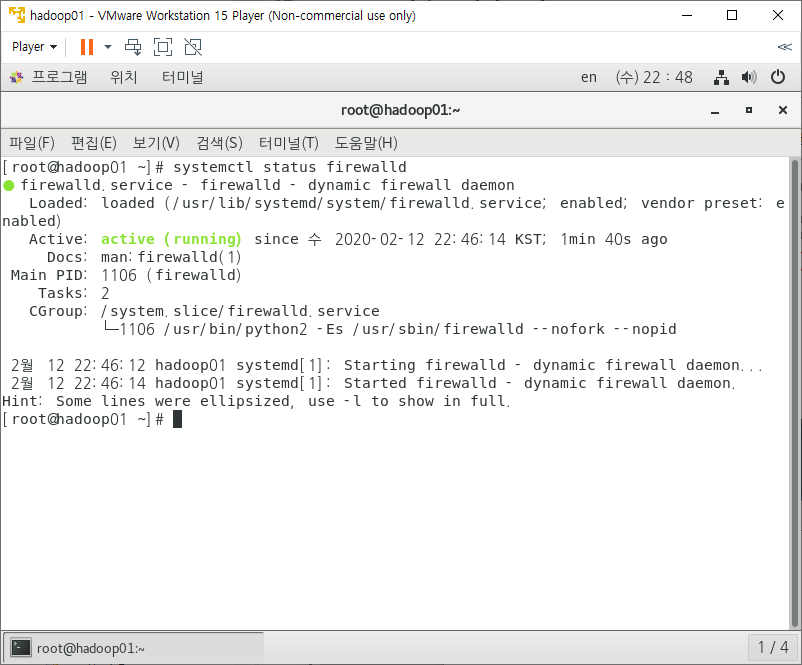 hadoop01 - VMware Workstation 15 Player (Non-commercial use only)
Player
프로그램 위치 터미널 en (수) 22 : 48
root@hadoop01:~
파일(F) 편집(E) 보기(V) 검색(S) 터미널(T) 도움말(H)
[root@hadoop01 ~]# systemctl status firewalld
● firewalld.service - firewalld - dynamic firewall daemon
Loaded: loaded (/usr/lib/systemd/system/firewalld.service; enabled; vendor preset: e
nabled)
Active: active (running) since 수 2020-02-12 22:46:14 KST; 1min 40s ago
Docs: man:firewalld(1)
Main PID: 1106 (firewalld)
Tasks: 2
CGroup: /system.slice/firewalld.service
└─1106 /usr/bin/python2 -Es /usr/sbin/firewalld --nofork --nopid
2월 12 22:46:12 hadoop01 systemd[1]: Starting firewalld - dynamic firewall daemon...
2월 12 22:46:14 hadoop01 systemd[1]: Started firewalld - dynamic firewall daemon.
Hint: Some lines were ellipsized, use -l to show in full.
[root@hadoop01 ~]#
root@hadoop01:~ 1 / 4